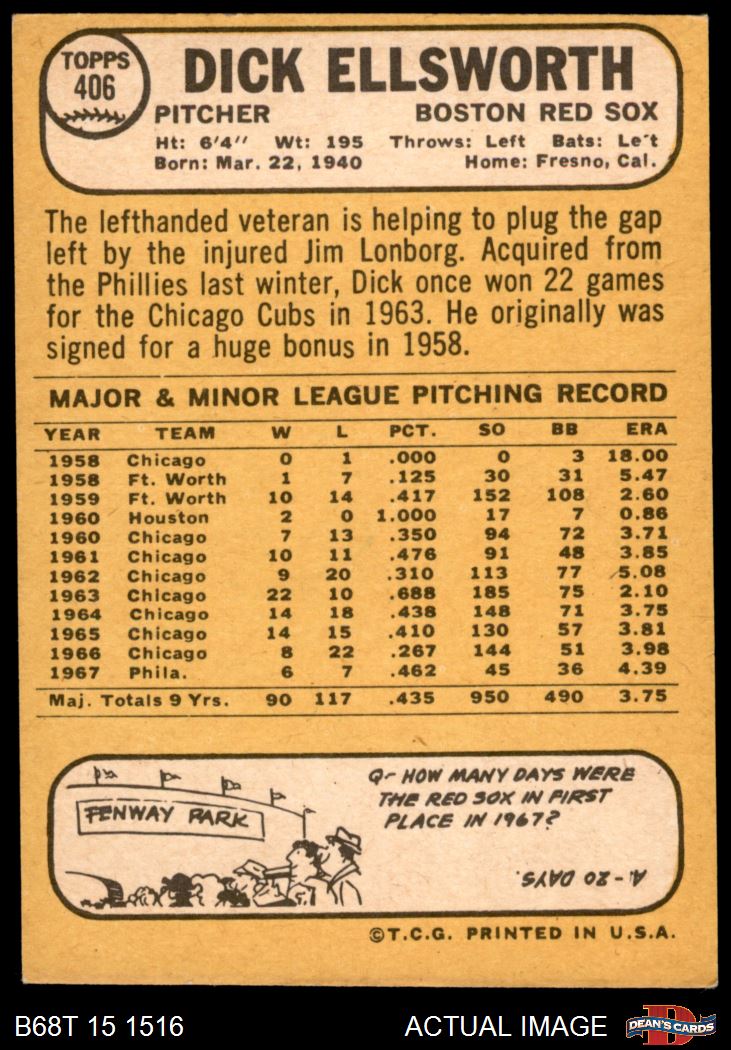 TOPPS
406
DICK ELLSWORTH
PITCHER BOSTON RED SOX
Ht: 6'4" Wt: 195 Throws: Left Bats: Le't
Born: Mar. 22, 1940 Home: Fresno, Cal.
The lefthanded veteran is helping to plug the gap
left by the injured Jim Lonborg. Acquired from
the Phillies last winter, Dick once won 22 games
for the Chicago Cubs in 1963. He originally was
signed for a huge bonus in 1958.
MAJOR & MINOR LEAGUE PITCHING RECORD
YEAR TEAM W L PCT. SO BB ERA
1958 Chicago 0 1 .000 0 3 18.00
1958 Ft. Worth 1 7 .125 30 31 5.47
1959 Ft. Worth 10 14 .417 152 108 2.60
1960 Houston 2 0 1.000 17 7 0.86
1960 Chicago 7 13 .350 94 72 3.71
1961 Chicago 10 11 .476 91 48 3.85
1962 Chicago 9 20 .310 113 77 5.08
1963 Chicago 22 10 .688 185 75 2.10
1964 Chicago 14 18 .438 148 71 3.75
1965 Chicago 14 15 .410 130 57 3.81
1966 Chicago 8 22 .267 144 51 3.98
1967 Phila. 6 7 .462 45 36 4.39
Maj. Totals 9 Yrs. 90 117 .435 950 490 3.75
FENWAY PARK
Q- HOW MANY DAYS WERE
THE RED SOX IN FIRST
PLACE IN 1967?
A-20 DAYS.
©T.C.G. PRINTED IN U.S.A.
B68T 15 1516 ACTUAL IMAGE DEAN'S CARDS